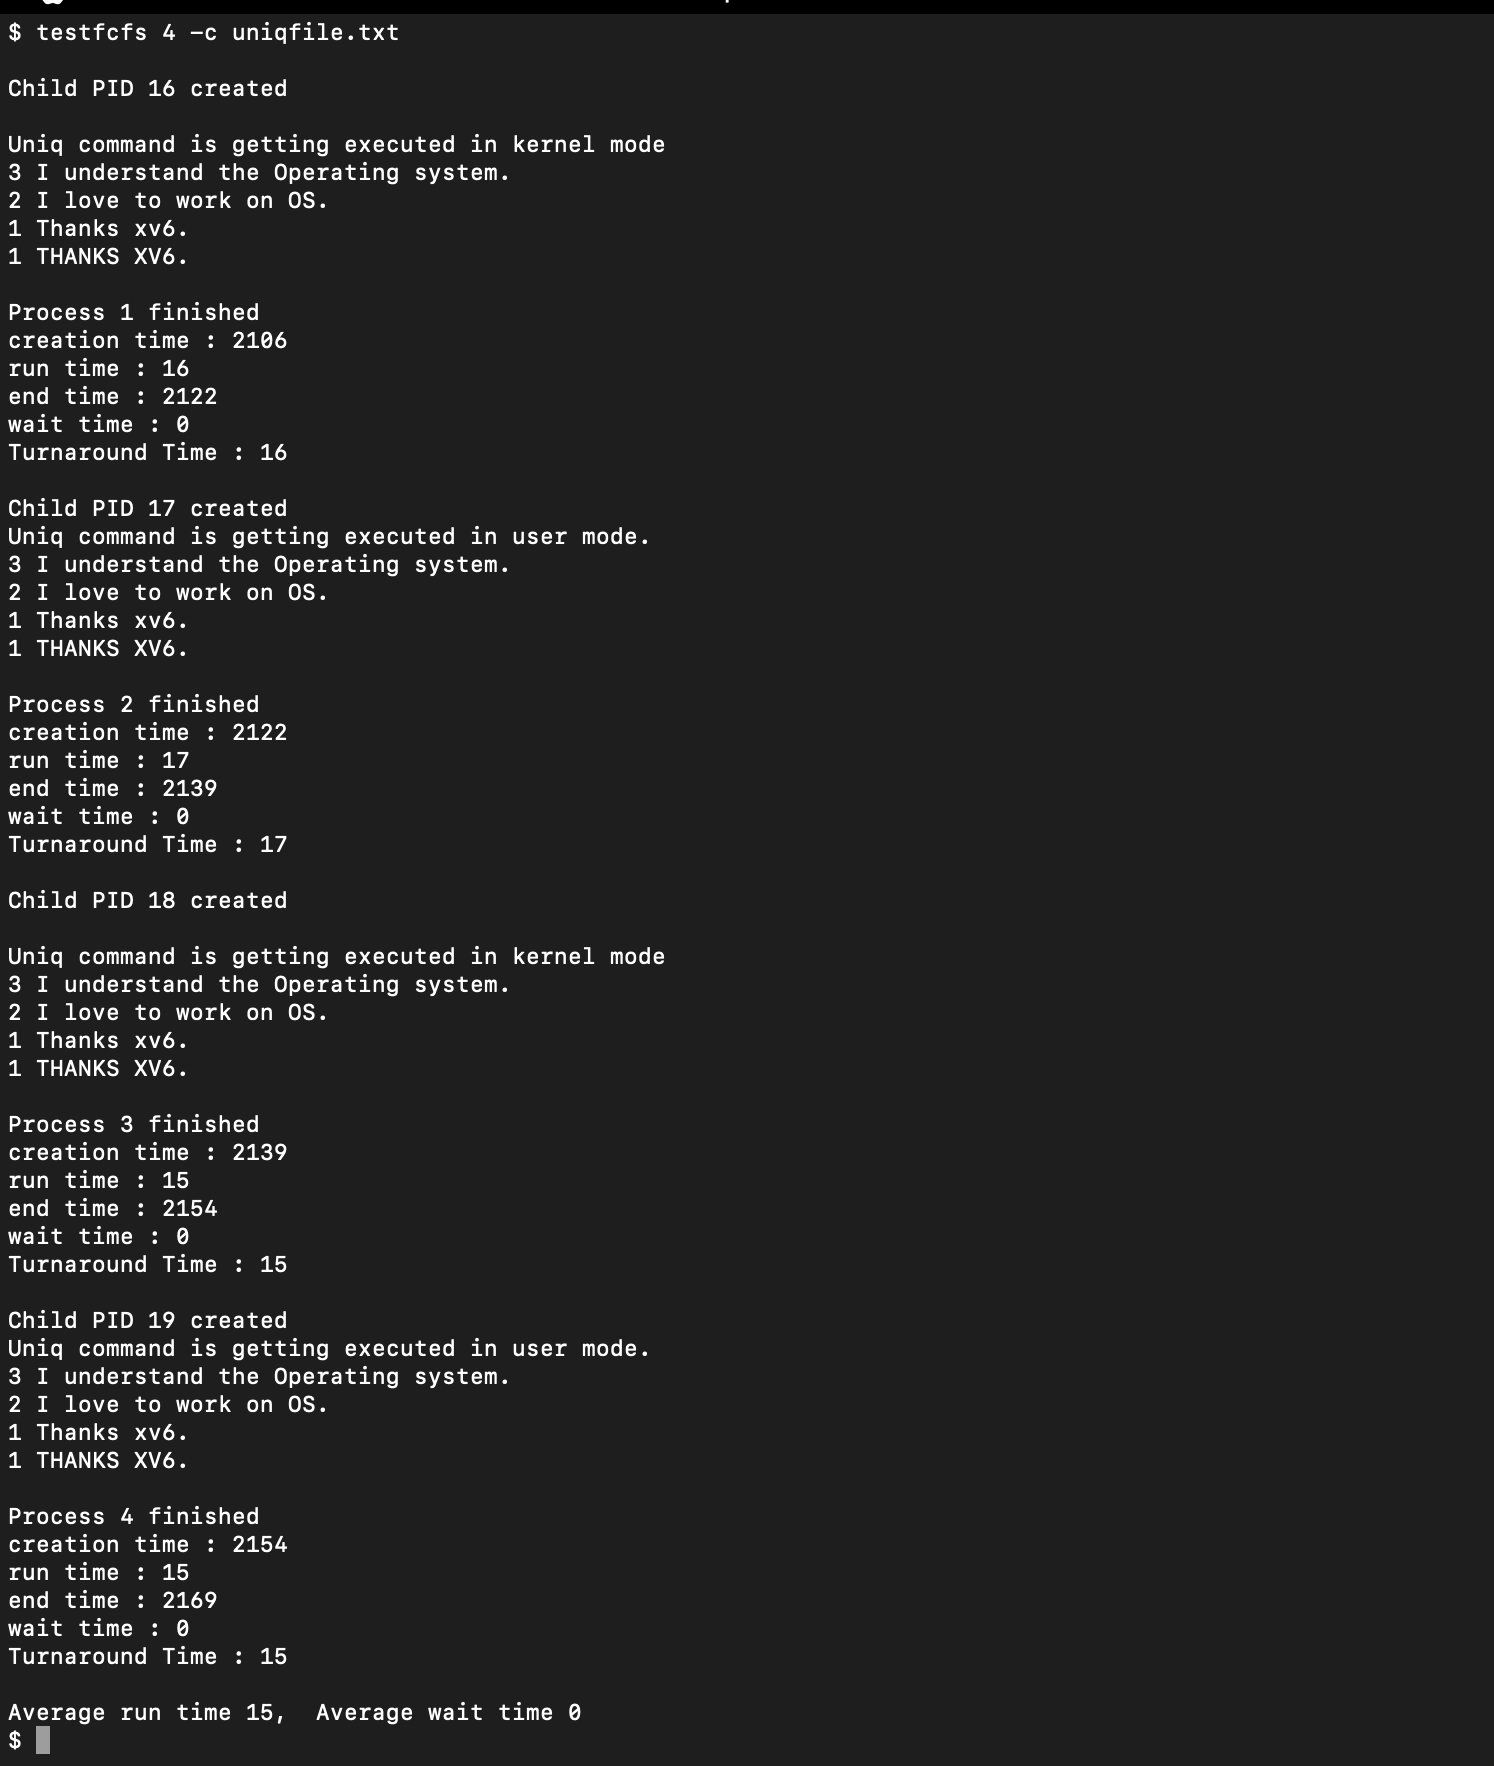 $ testfcfs 4 -c uniqfile.txt
Child PID 16 created
Uniq command is getting executed in kernel mode
3 I understand the Operating system.
2 I love to work on OS.
1 Thanks xv6.
1 THANKS XV6.
Process 1 finished
creation time : 2106
run time : 16
end time : 2122
wait time : 0
Turnaround Time : 16
Child PID 17 created
Uniq command is getting executed in user mode.
3 I understand the Operating system.
2 I love to work on OS.
1 Thanks xv6.
1 THANKS XV6.
Process 2 finished
creation time : 2122
run time : 17
end time : 2139
wait time : 0
Turnaround Time : 17
Child PID 18 created
Uniq command is getting executed in kernel mode
3 I understand the Operating system.
2 I love to work on OS.
1 Thanks xv6.
1 THANKS XV6.
Process 3 finished
creation time : 2139
run time : 15
end time : 2154
wait time : 0
Turnaround Time : 15
Child PID 19 created
Uniq command is getting executed in user mode.
3 I understand the Operating system.
2 I love to work on OS.
1 Thanks xv6.
1 THANKS XV6.
Process 4 finished
creation time : 2154
run time : 15
end time : 2169
wait time : 0
Turnaround Time : 15
Average run time 15,  Average wait time 0
$